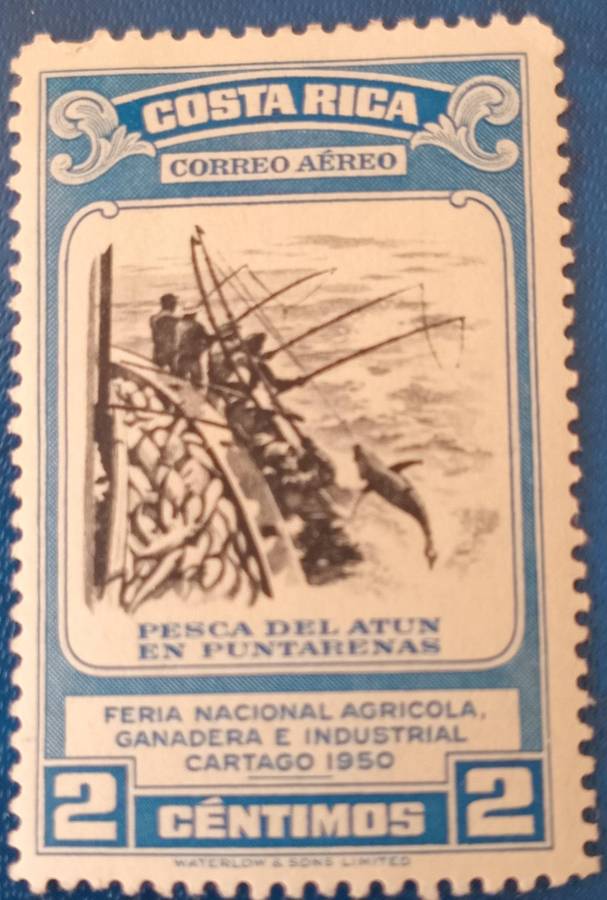 COSTA RICA
CORREO AÉREO
PESCA DEL ATUN
EN PUNTARENAS
FERIA NACIONAL AGRICOLA,
GANADERA E INDUSTRIAL
CARTAGO 1950
2 CÉNTIMOS 2
WATERLOW & SONS LIMITED